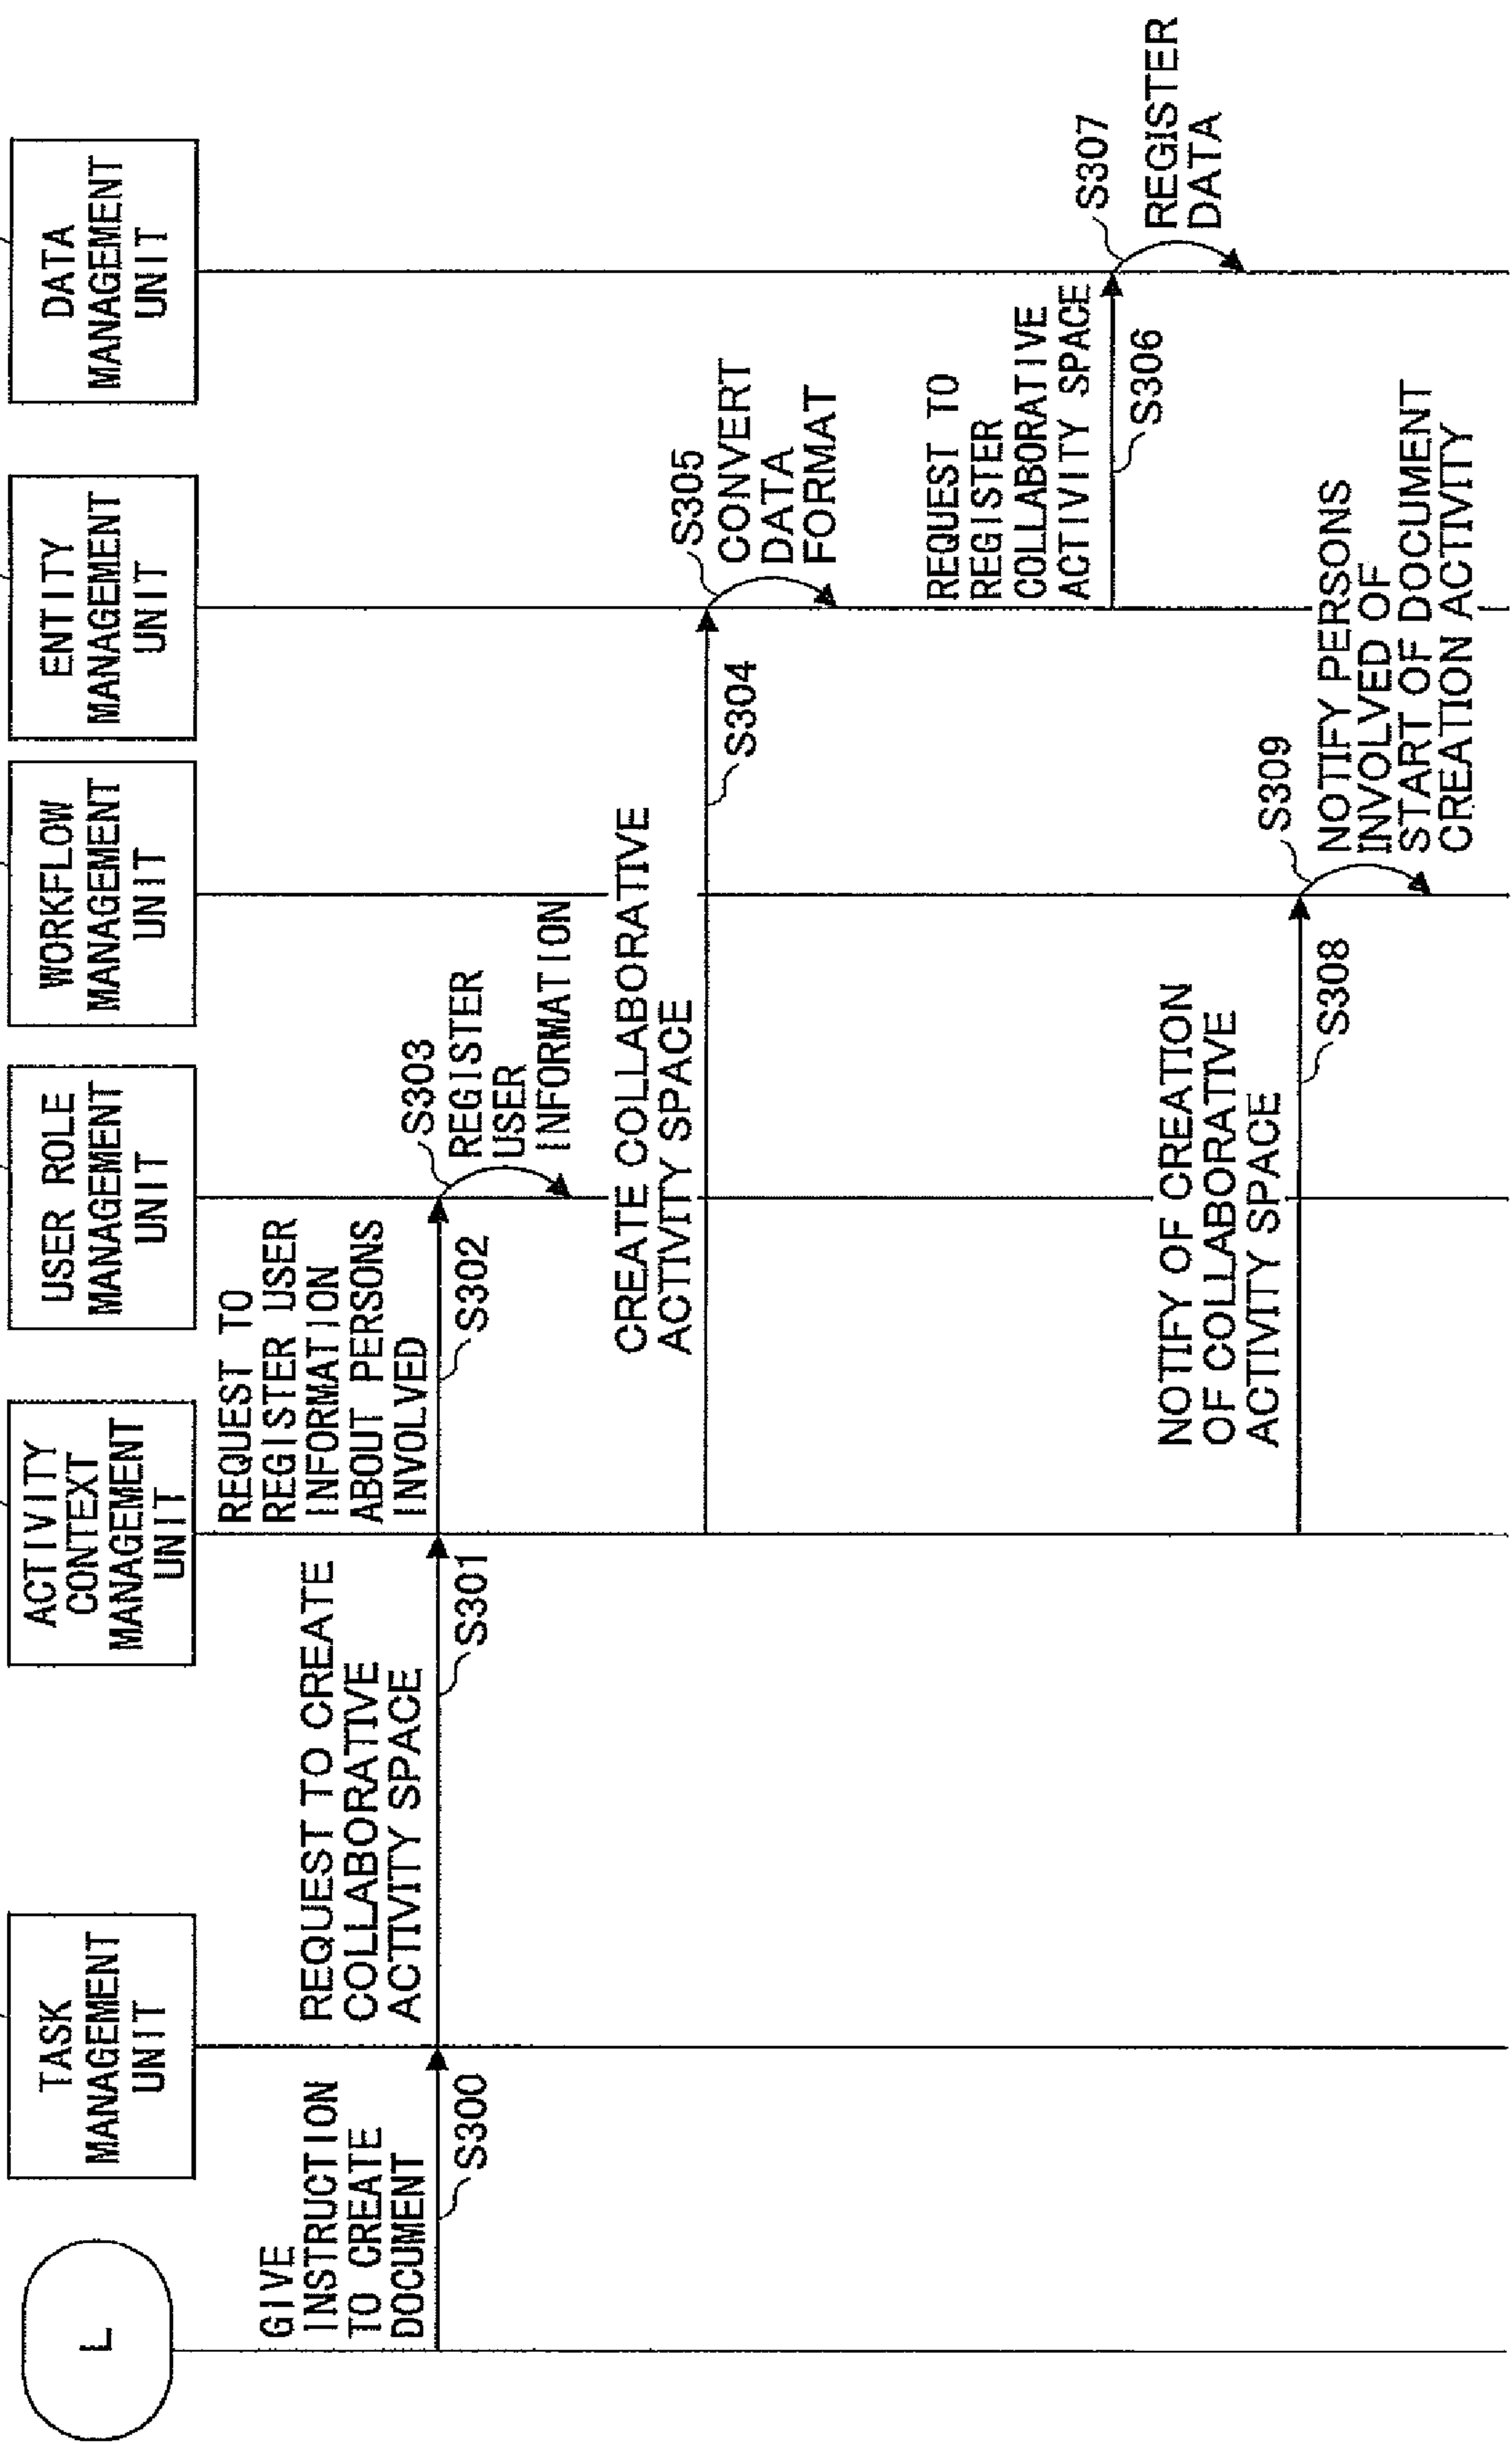 L
TASK
MANAGEMENT
UNIT
ACTIVITY
CONTEXT
MANAGEMENT
UNIT
USER ROLE
MANAGEMENT
UNIT
WORKFLOW
MANAGEMENT
UNIT
ENTITY
MANAGEMENT
UNIT
DATA
MANAGEMENT
UNIT
GIVE
INSTRUCTION
TO CREATE
DOCUMENT
S300
REQUEST TO CREATE
COLLABORATIVE
ACTIVITY SPACE
S301
REQUEST TO
REGISTER USER
INFORMATION
ABOUT PERSONS
INVOLVED
S302
S303
REGISTER
USER
INFORMATION
CREATE COLLABORATIVE
ACTIVITY SPACE
S304
S305
CONVERT
DATA
FORMAT
REQUEST TO
REGISTER
COLLABORATIVE
ACTIVITY SPACE
S306
S307
REGISTER
DATA
NOTIFY OF CREATION
OF COLLABORATIVE
ACTIVITY SPACE
S308
S309
NOTIFY PERSONS
INVOLVED OF
START OF DOCUMENT
CREATION ACTIVITY